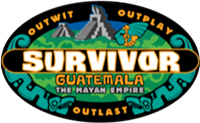 OUTWIT OUTPLAY
SURVIVOR
GUATEMALA
THE MAYAN EMPIRE
OUTLAST